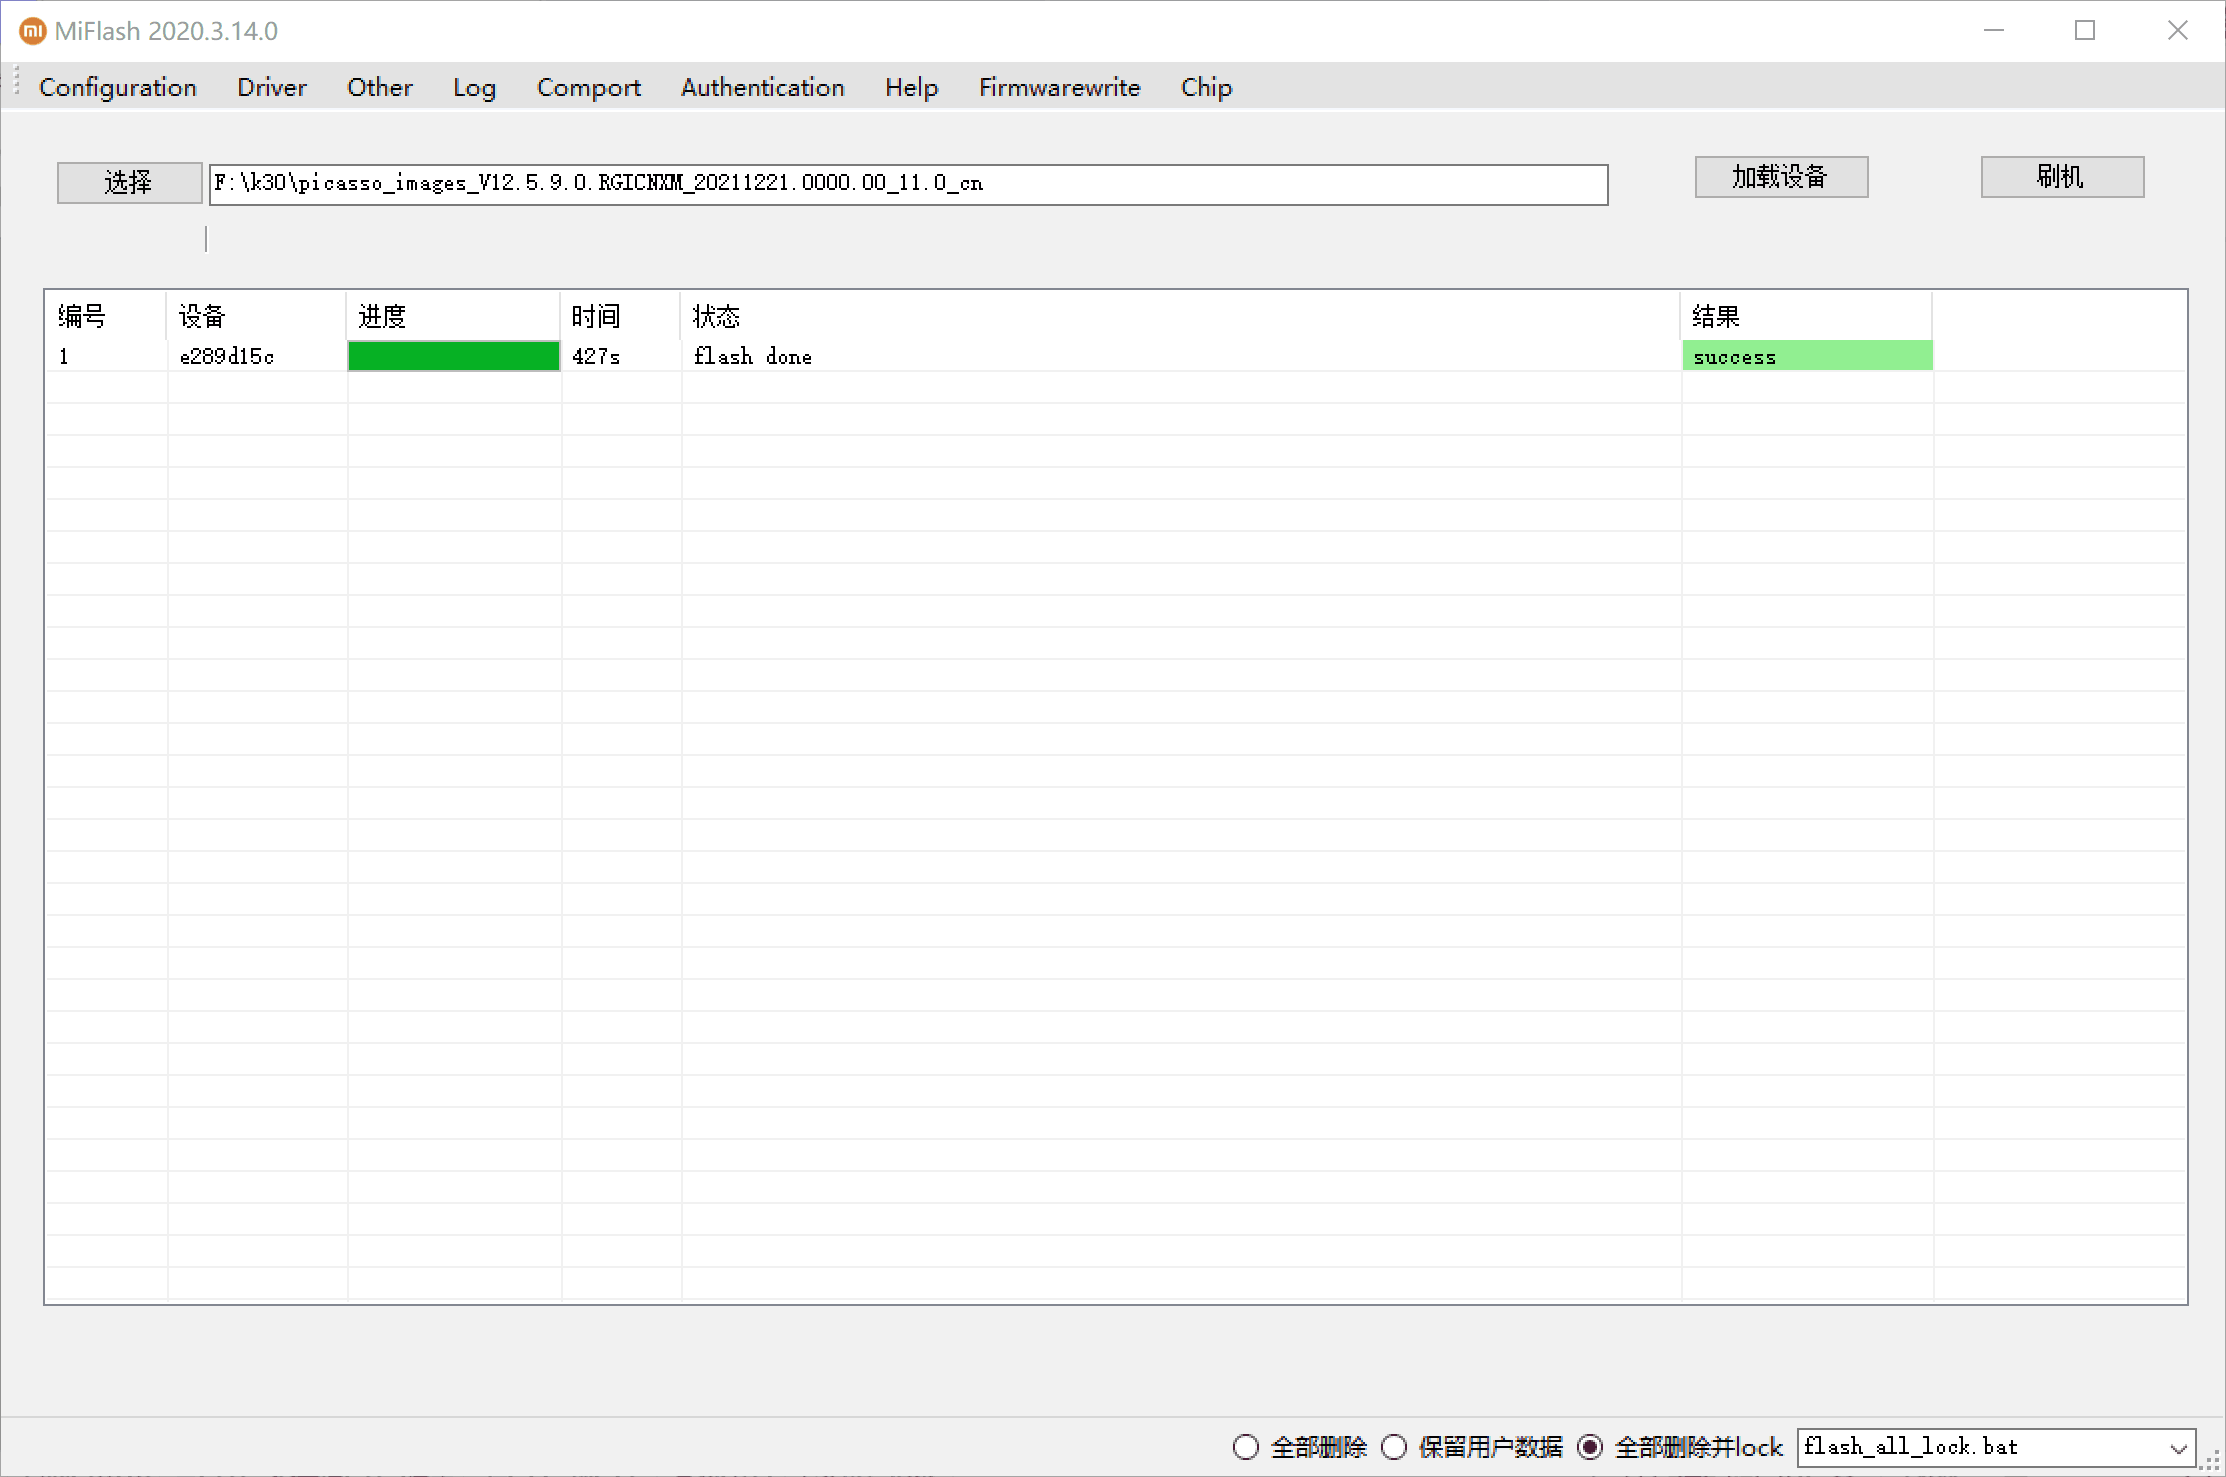 MiFlash 2020.3.14.0
Configuration Driver Other Log Comport Authentication Help Firmwarewrite Chip
选择 F:\k30\picasso_images_V12.5.9.0.RGICNXM_20211221.0000.00_11.0_cn 加载设备 刷机
编号 设备 进度 时间 状态 结果
1 e289d15c 427s flash done success
全部删除 保留用户数据 全部删除并lock flash_all_lock.bat